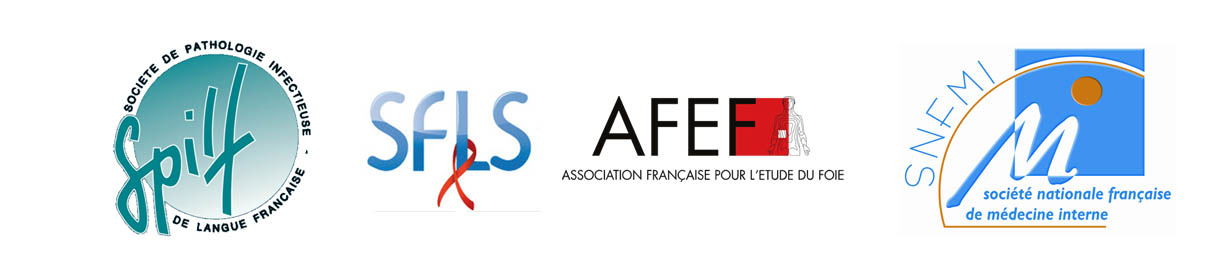 SOCIETE DE PATHOLOGIE INFECTIEUSE -
Spilf
DE LANGUE FRANCAISE -
SFLS
AFEF
ASSOCIATION FRANÇAISE POUR L'ETUDE DU FOIE
SNFMI
M
société nationale française
de médecine interne